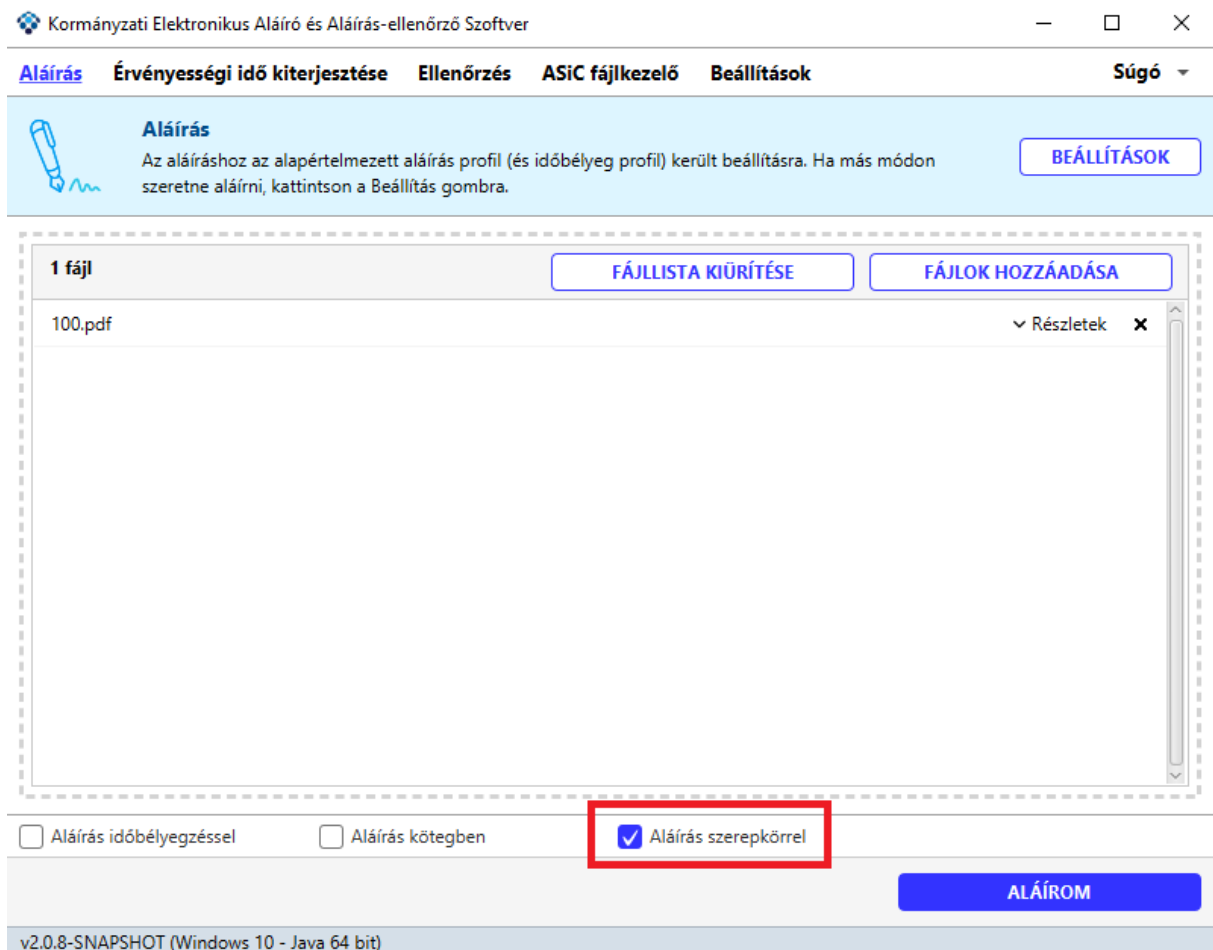 Kormányzati Elektronikus Aláíró és Aláírás-ellenőrző Szoftver
Aláírás Érvényességi idő kiterjesztése Ellenőrzés ASiC fájlkezelő Beállítások Súgó
Aláírás
Az aláíráshoz az alapértelmezett aláírás profil (és időbélyeg profil) került beállításra. Ha más módon
szeretne aláírni, kattintson a Beállítás gombra.
BEÁLLÍTÁSOK
1 fájl FÁJLLISTA KIÜRÍTÉSE FÁJLOK HOZZÁADÁSA
100.pdf Részletek
Aláírás időbélyegzéssel Aláírás kötegben Aláírás szerepkörrel
ALÁÍROM
v2.0.8-SNAPSHOT (Windows 10 - Java 64 bit)